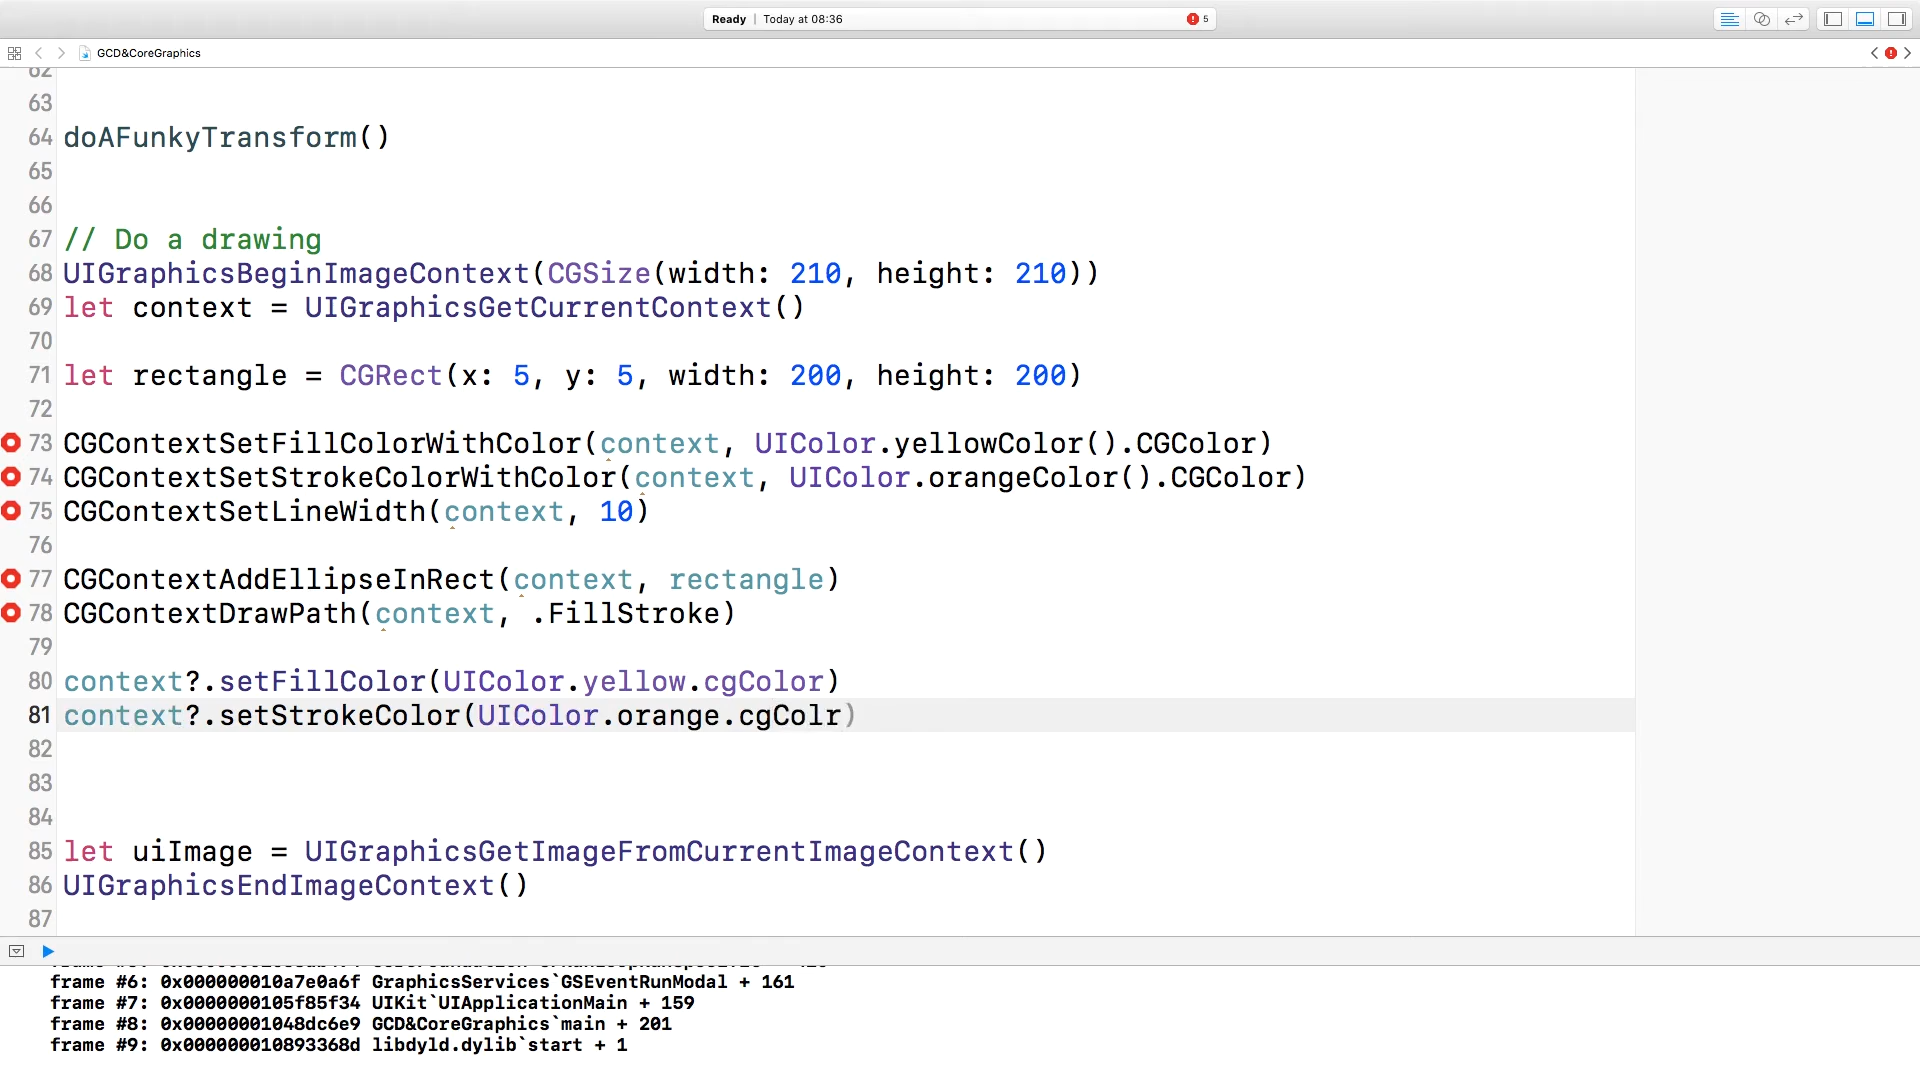 Ready | Today at 08:36 5
GCD&CoreGraphics
62
63
64 doAFunkyTransform()
65
66
67 // Do a drawing
68 UIGraphicsBeginImageContext(CGSize(width: 210, height: 210))
69 let context = UIGraphicsGetCurrentContext()
70
71 let rectangle = CGRect(x: 5, y: 5, width: 200, height: 200)
72
73 CGContextSetFillColorWithColor(context, UIColor.yellowColor().CGColor)
74 CGContextSetStrokeColorWithColor(context, UIColor.orangeColor().CGColor)
75 CGContextSetLineWidth(context, 10)
76
77 CGContextAddEllipseInRect(context, rectangle)
78 CGContextDrawPath(context, .FillStroke)
79
80 context?.setFillColor(UIColor.yellow.cgColor)
81 context?.setStrokeColor(UIColor.orange.cgColr)
82
83
84
85 let uiImage = UIGraphicsGetImageFromCurrentImageContext()
86 UIGraphicsEndImageContext()
87
frame #6: 0x000000010a7e0a6f GraphicsServices`GSEventRunModal + 161
frame #7: 0x0000000105f85f34 UIKit`UIApplicationMain + 159
frame #8: 0x00000001048dc6e9 GCD&CoreGraphics`main + 201
frame #9: 0x000000010893368d libdyld.dylib`start + 1